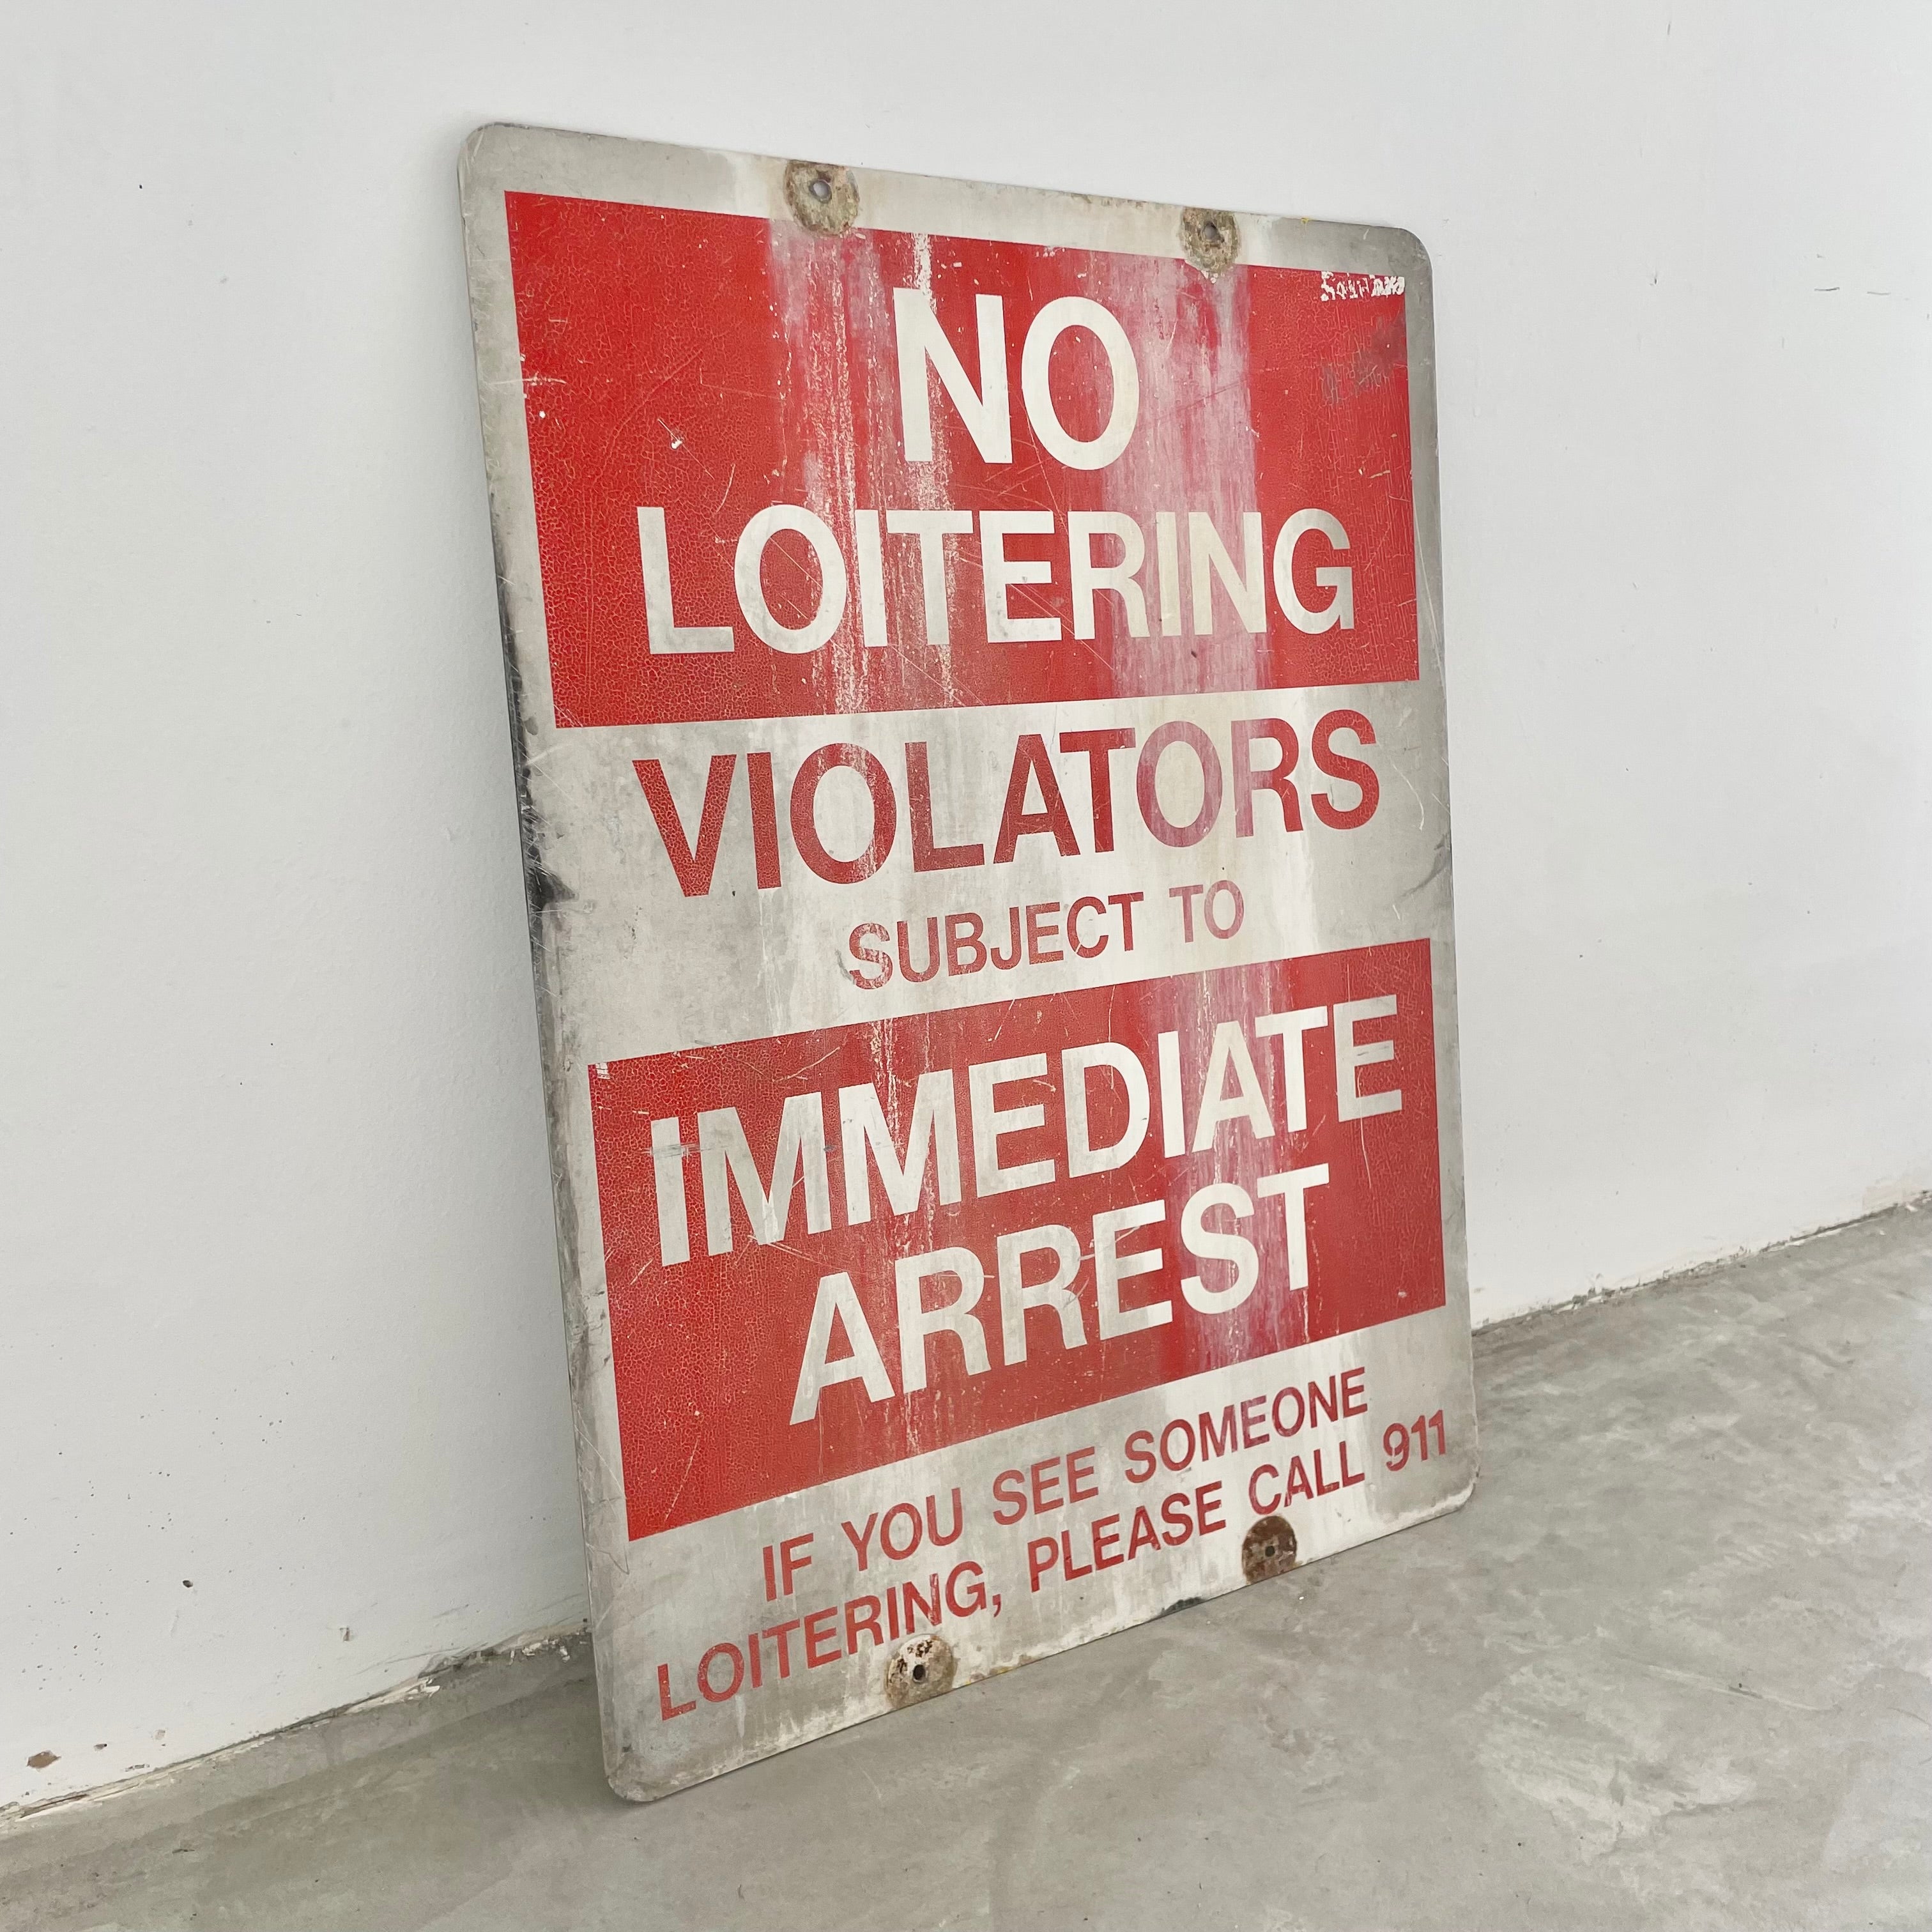 NO
LOITERING
VIOLATORS
SUBJECT TO
IMMEDIATE
ARREST
IF YOU SEE SOMEONE
LOITERING, PLEASE CALL 911